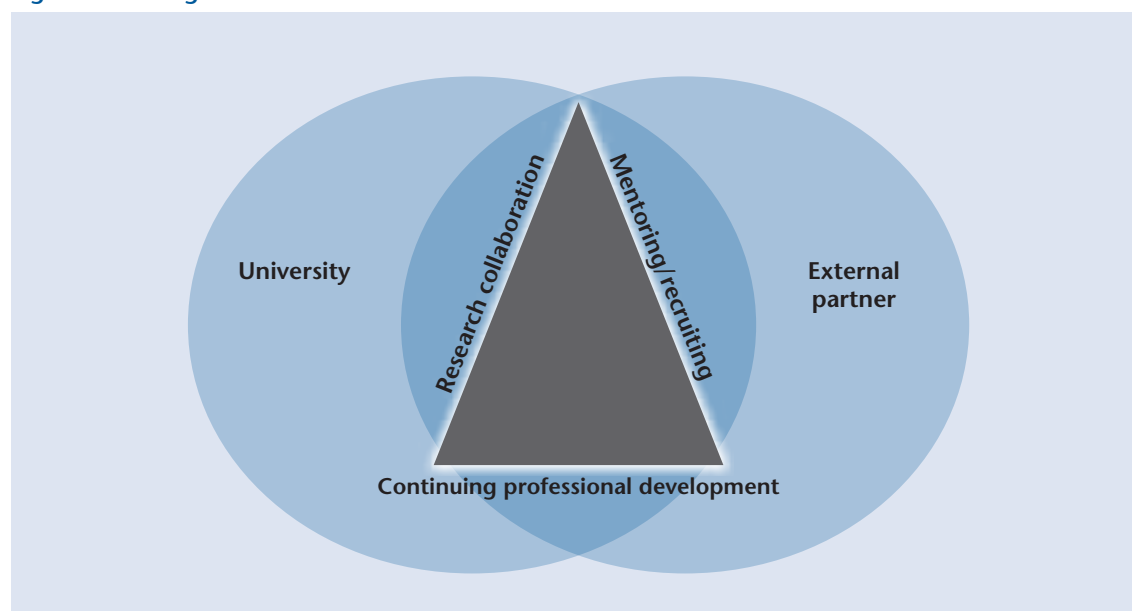 University
Research collaboration
Mentoring/recruiting
External
partner
Continuing professional development